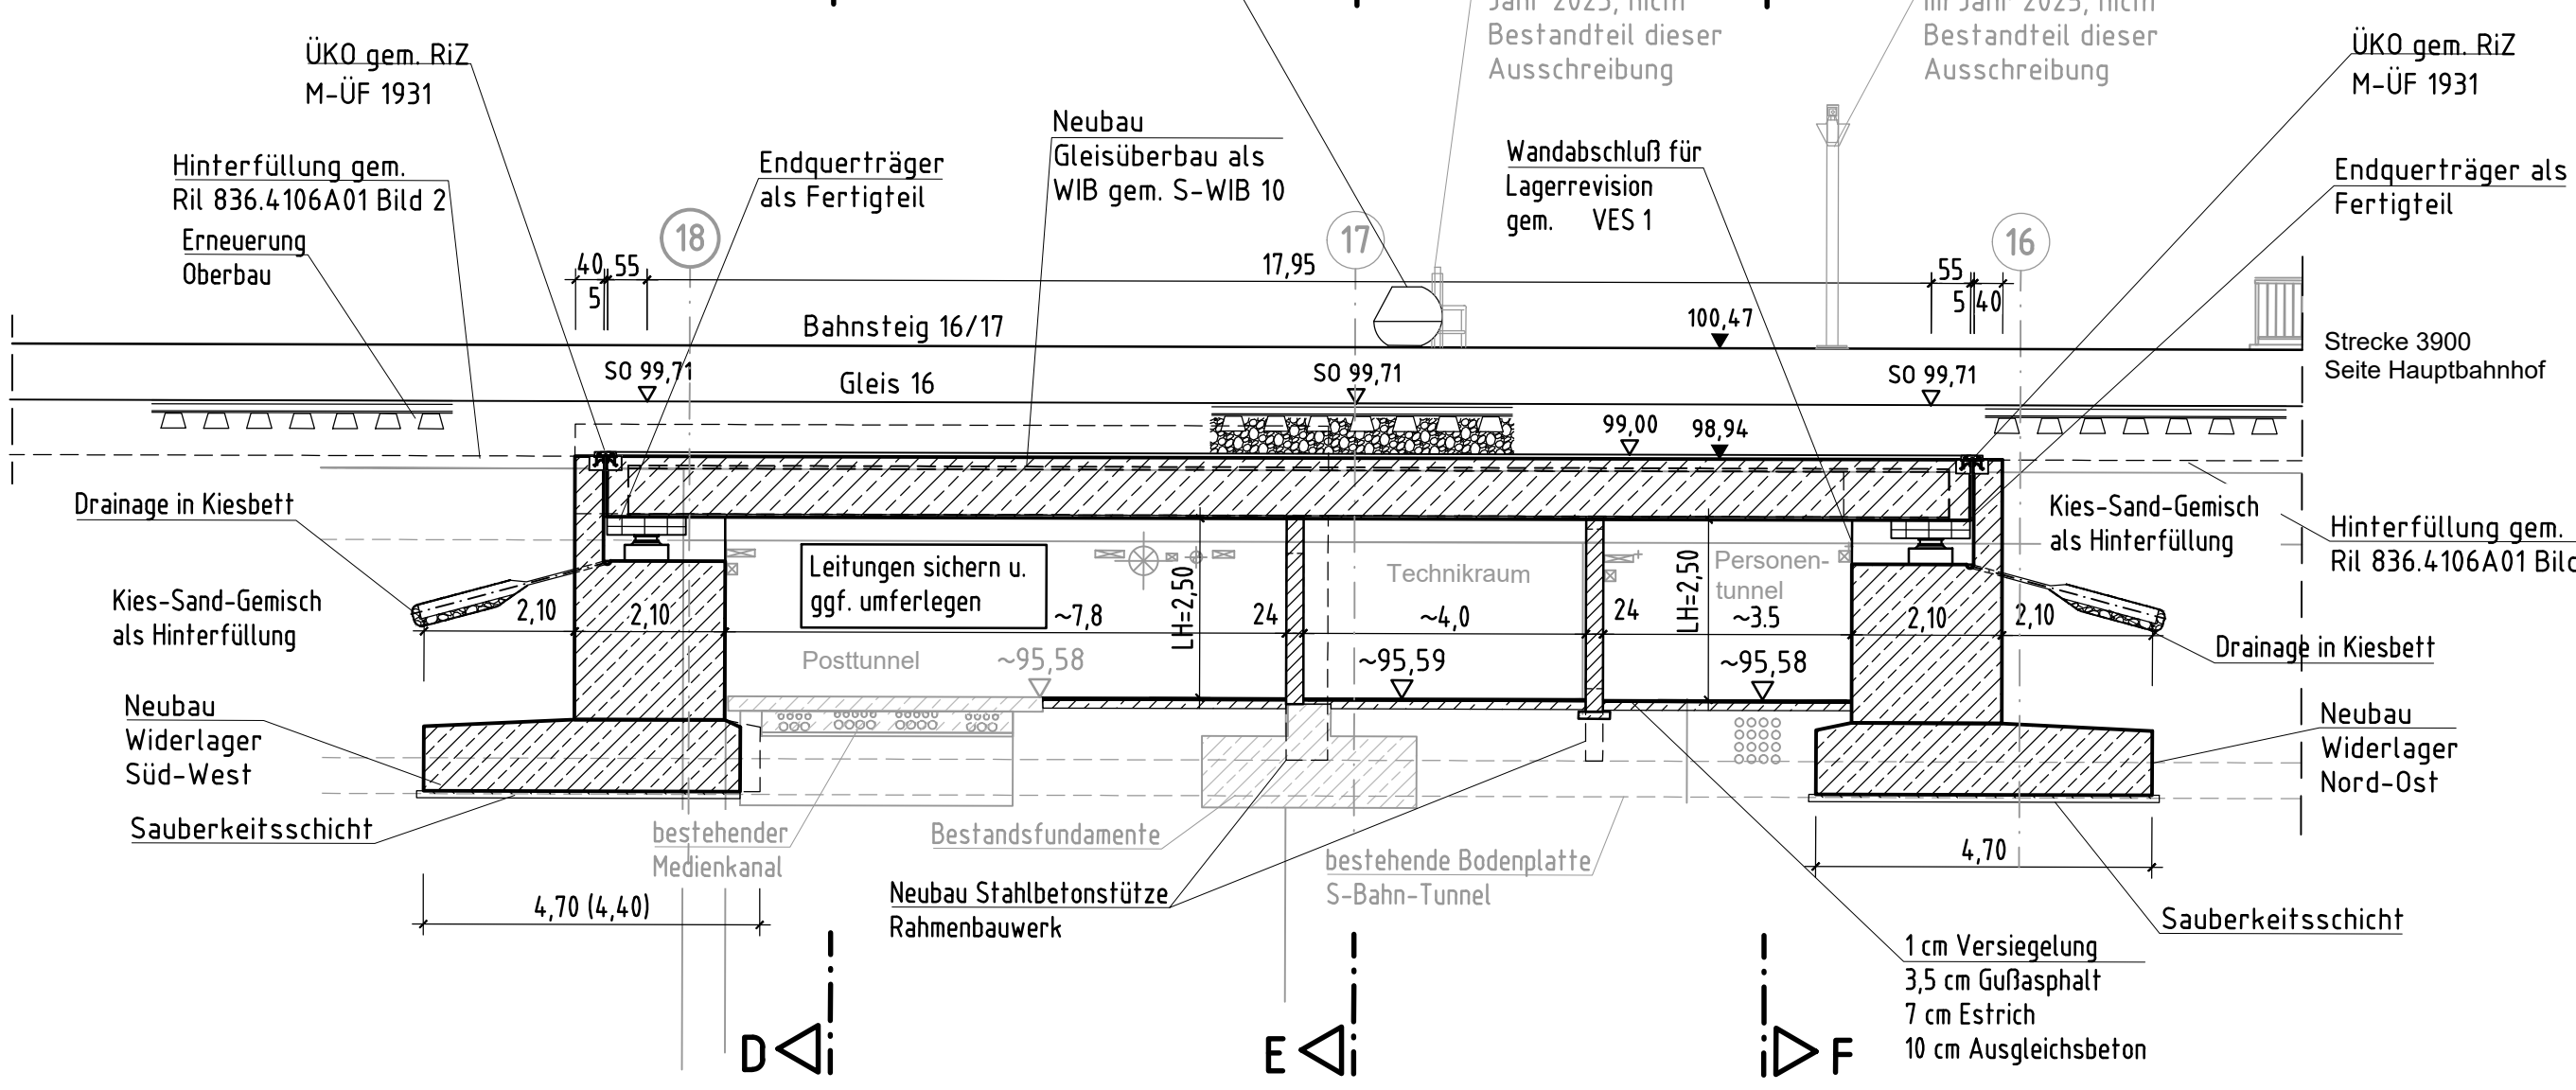 Bestandteil dieser
Ausschreibung
Bestandteil dieser
Ausschreibung
ÜKO gem. RiZ
M-ÜF 1931
ÜKO gem. RiZ
M-ÜF 1931
Hinterfüllung gem.
Ril 836.4106A01 Bild 2
Erneuerung
Oberbau
Endquerträger
als Fertigteil
Neubau
Gleisüberbau als
WIB gem. S-WIB 10
Wandabschluß für
Lagerrevision
gem. VES 1
Endquerträger als
Fertigteil
18
17
16
40 55
5
17,95
55
5 40
Bahnsteig 16/17
100,47
Strecke 3900
Seite Hauptbahnhof
SO 99,71
Gleis 16
SO 99,71
SO 99,71
99,00
98,94
Drainage in Kiesbett
Kies-Sand-Gemisch
als Hinterfüllung
Hinterfüllung gem.
Ril 836.4106A01
Leitungen sichern u.
ggf. umferlegen
LH=2,50
Technikraum
LH=2,50
Personen-
tunnel
Kies-Sand-Gemisch
als Hinterfüllung
2,10
2,10
~7,8
24
~4,0
24
~3.5
2,10
2,10
Drainage in Kiesbett
Posttunnel
~95,58
~95,59
~95,58
Neubau
Widerlager
Süd-West
Neubau
Widerlager
Nord-Ost
Sauberkeitsschicht
bestehender
Medienkanal
Bestandsfundamente
bestehende Bodenplatte
S-Bahn-Tunnel
4,70
4,70 (4,40)
Neubau Stahlbetonstütze
Rahmenbauwerk
Sauberkeitsschicht
1 cm Versiegelung
3,5 cm Gußasphalt
7 cm Estrich
10 cm Ausgleichsbeton
D
E
F